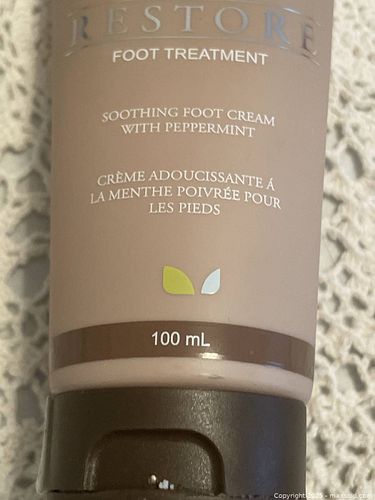 RESTORE
FOOT TREATMENT
SOOTHING FOOT CREAM
WITH PEPPERMINT
CRÈME ADOUCISSANTE Á
LA MENTHE POIVRÉE POUR
LES PIEDS
100 mL